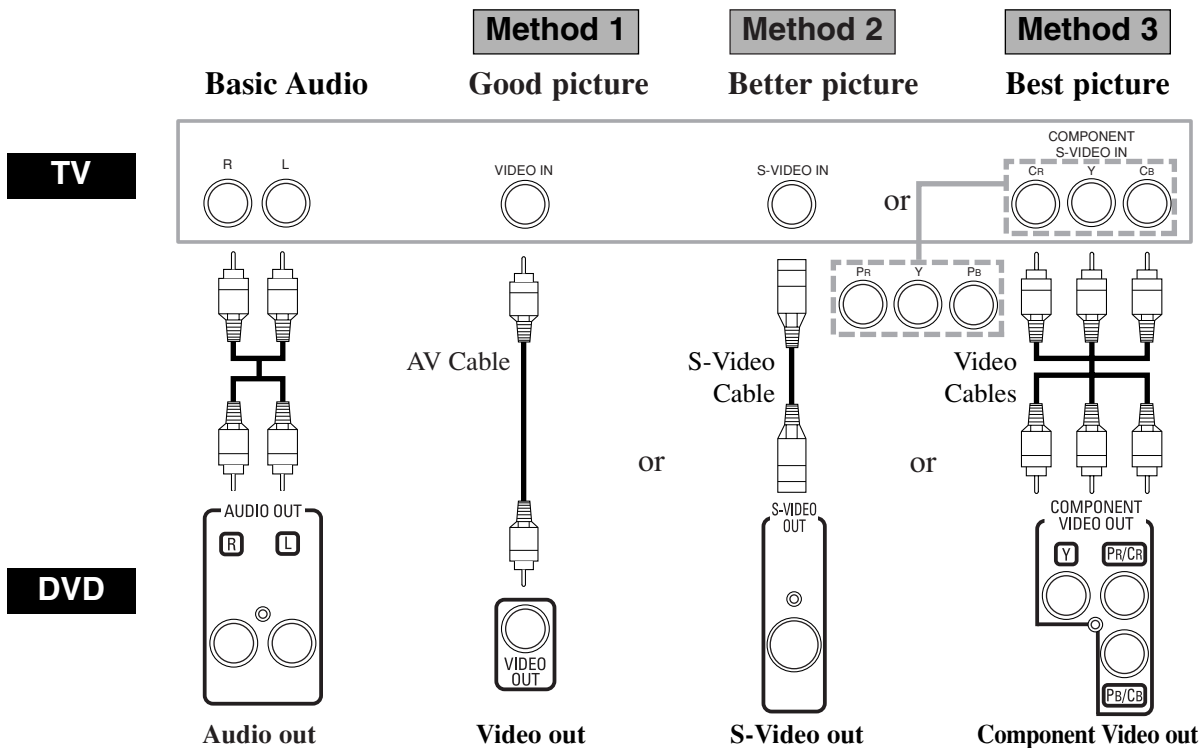 Method 1
Method 2
Method 3
Basic Audio
Good picture
Better picture
Best picture
TV
R
L
VIDEO IN
S-VIDEO IN
or
COMPONENT
S-VIDEO IN
CR
Y
CB
PR
Y
PB
AV Cable
S-Video
Cable
Video
Cables
or
or
DVD
AUDIO OUT
R
L
VIDEO
OUT
S-VIDEO
OUT
COMPONENT
VIDEO OUT
Y
PR/CR
PB/CB
Audio out
Video out
S-Video out
Component Video out